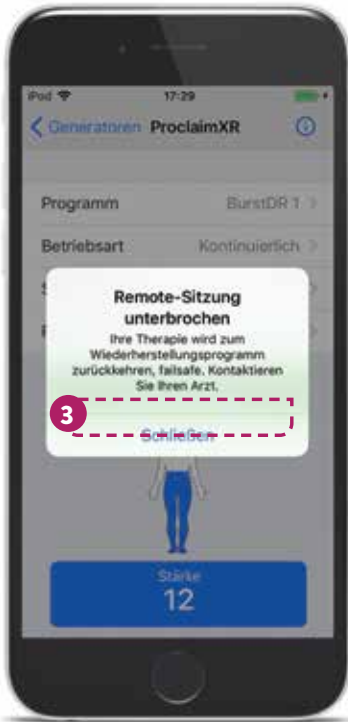 iPod 17:29
Generatoren ProclaimXR
Programm BurstDR 1
Betriebsart Kontinuierlich
S
Remote-Sitzung
unterbrochen
Ihre Therapie wird zum
Wiederherstellungsprogramm
zurückkehren, failsafe. Kontaktieren
Sie Ihren Arzt.
3
Schließen
Stärke
12